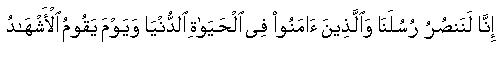 إِنَّا لَنَنصُرُ رُسُلَنَا وَٱلَّذِينَ ءَامَنُوا۟ فِى ٱلْحَيَوٰةِ ٱلدُّنْيَا وَيَوْمَ يَقُومُ ٱلْأَشْهَـٰدُ